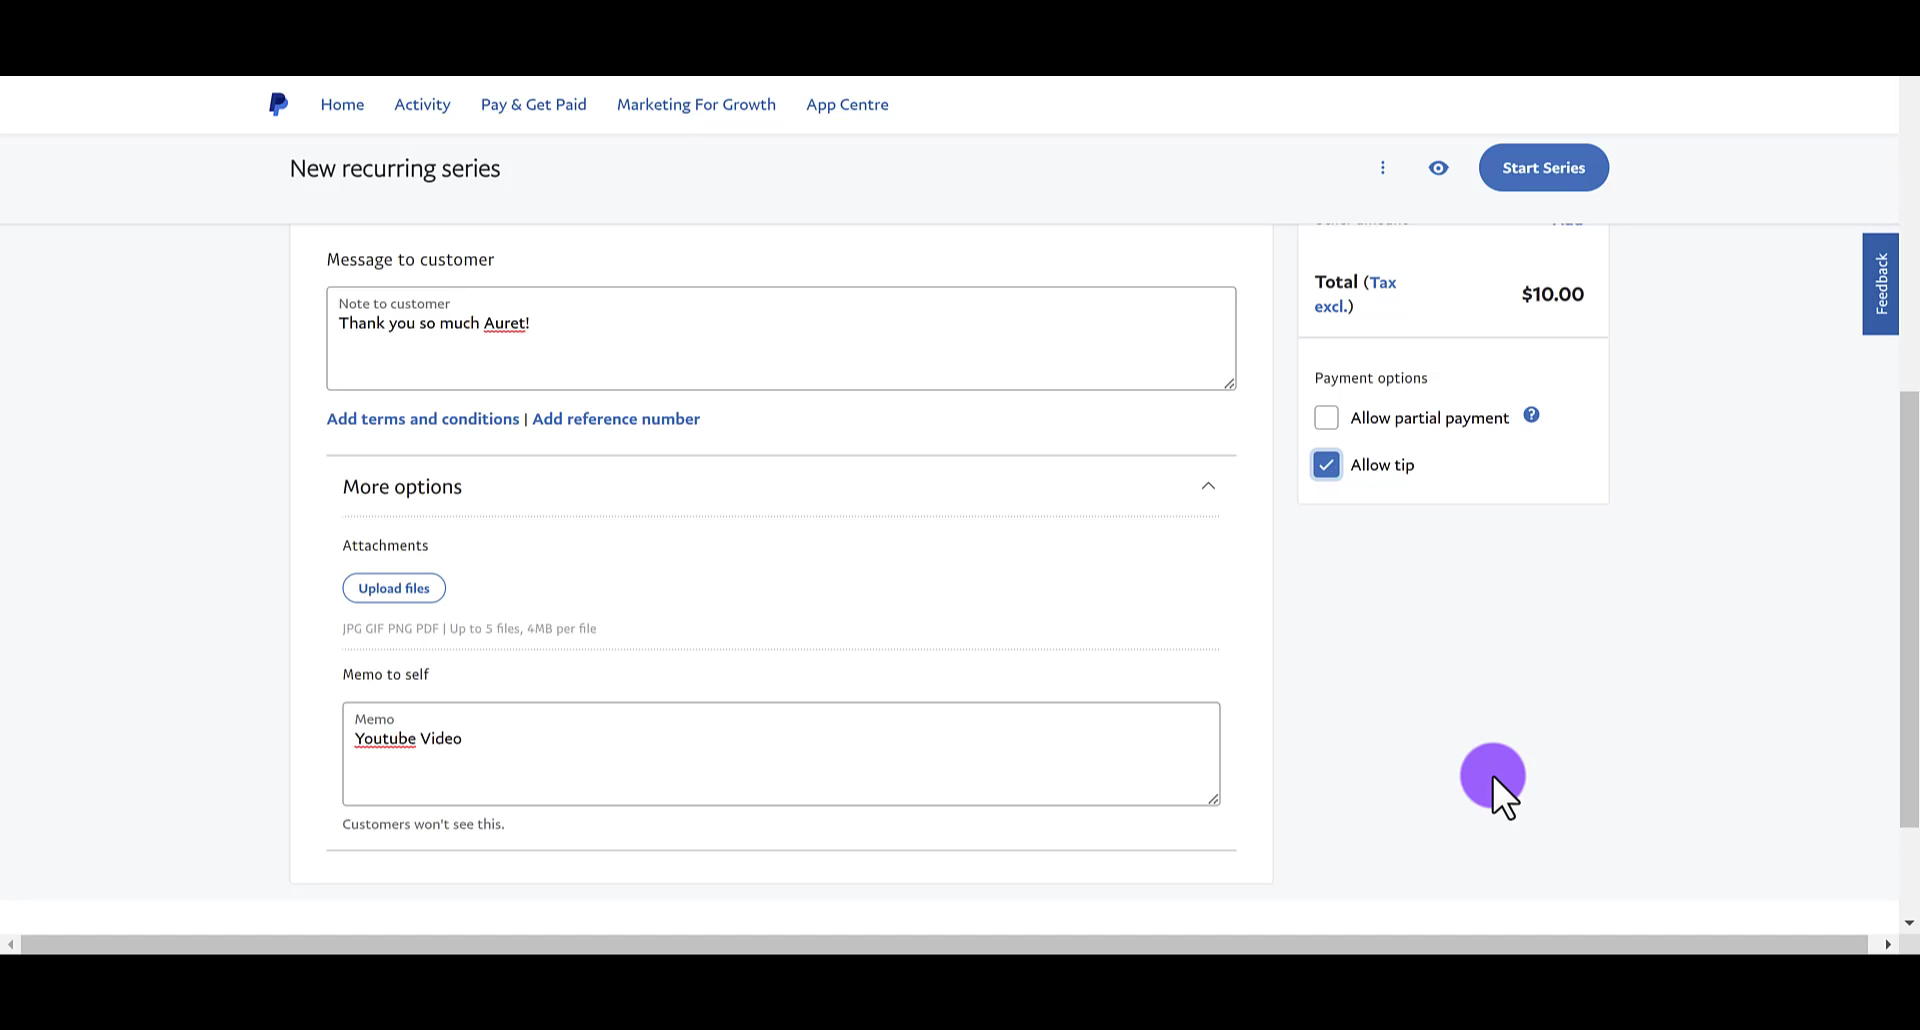 Home Activity Pay & Get Paid Marketing For Growth App Centre
New recurring series
Start Series
Message to customer
Note to customer
Thank you so much Auret!
Add terms and conditions | Add reference number
More options
Attachments
Upload files
JPG GIF PNG PDF | Up to 5 files, 4MB per file
Memo to self
Memo
Youtube Video
Customers won't see this.
Total (Tax
excl.)
$10.00
Payment options
Allow partial payment ?
Allow tip
Feedback